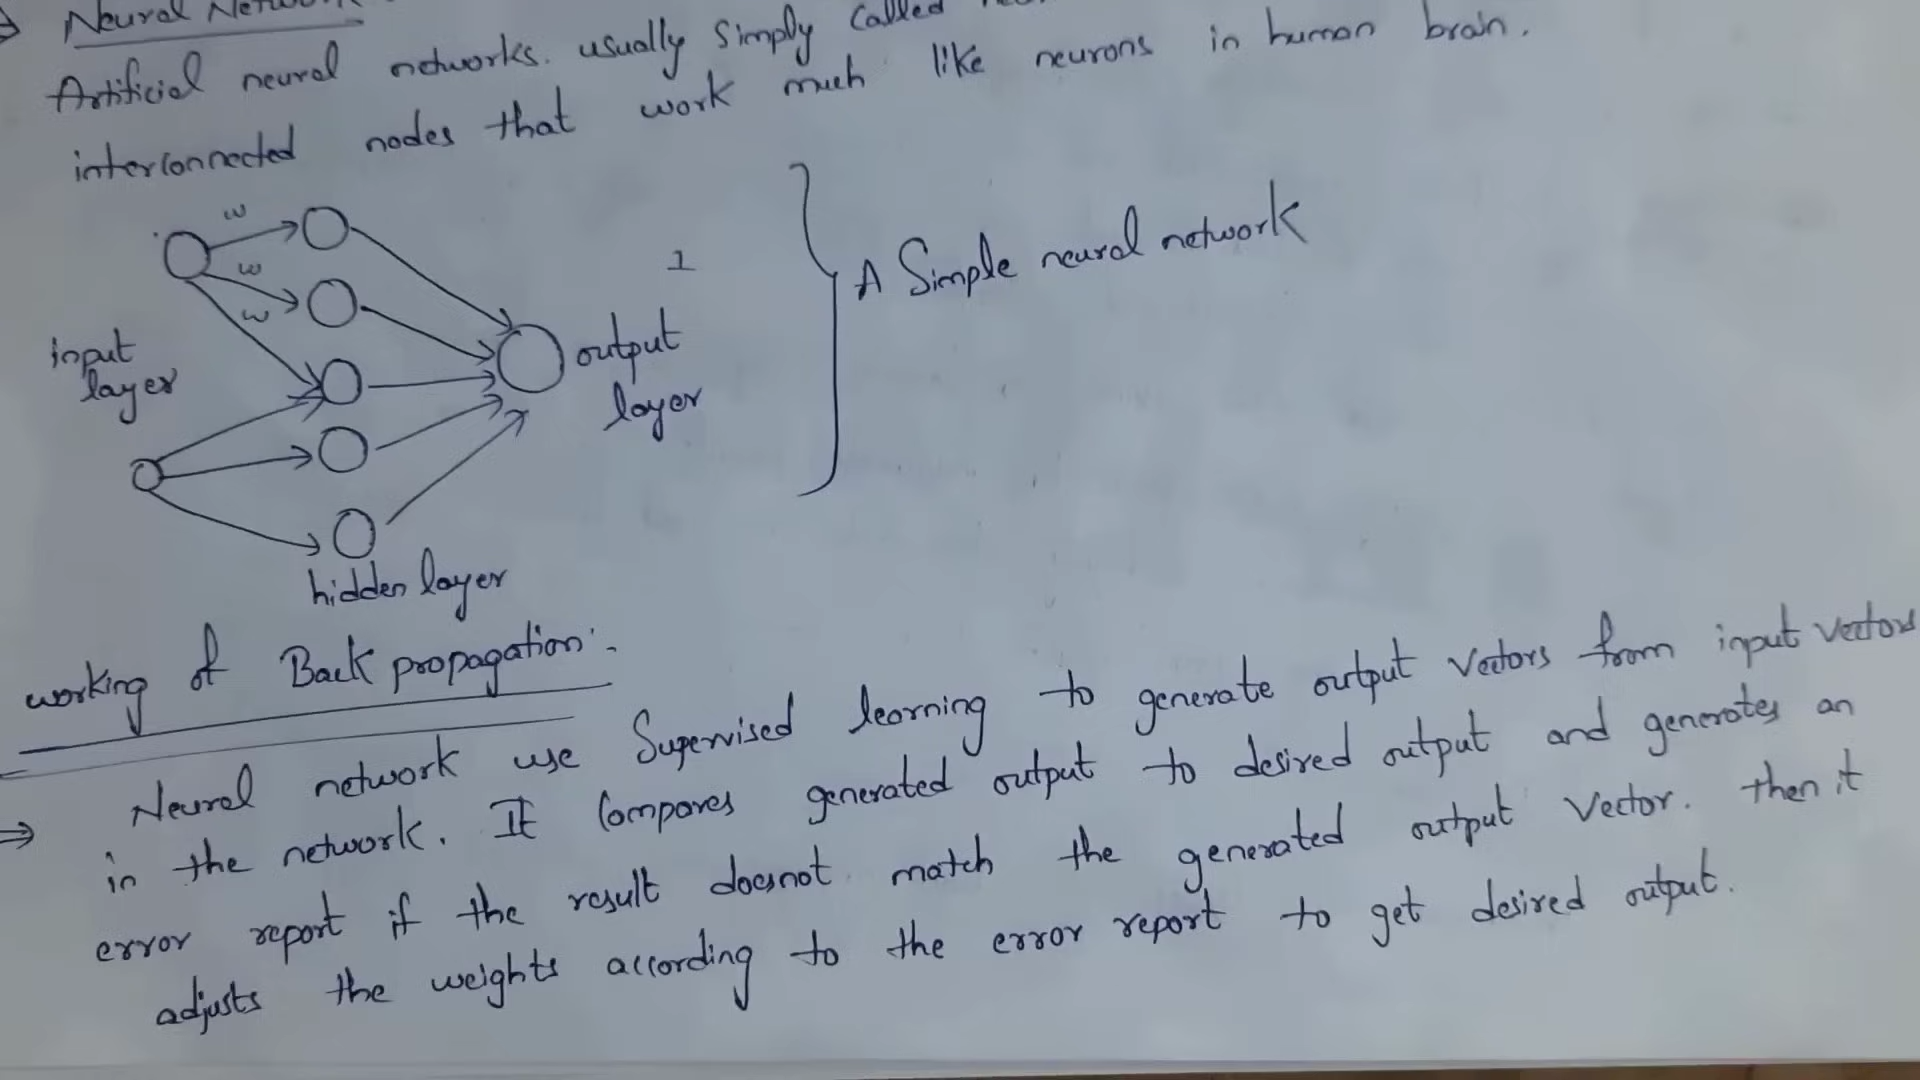 Neural Network
Artificial neural networks. usually simply called
interconnected nodes that work much like neurons in human brain.
w
w
w
1
input
layer
output
layer
A Simple neural network
hidden layer
working of Back propagation:
⇒ Neural network use Supervised learning to generate output vectors from input vectors
in the network. It Compares generated output to desired output and generates an
error report if the result doesnot match the generated output Vector. then it
adjusts the weights according to the error report to get desired output.